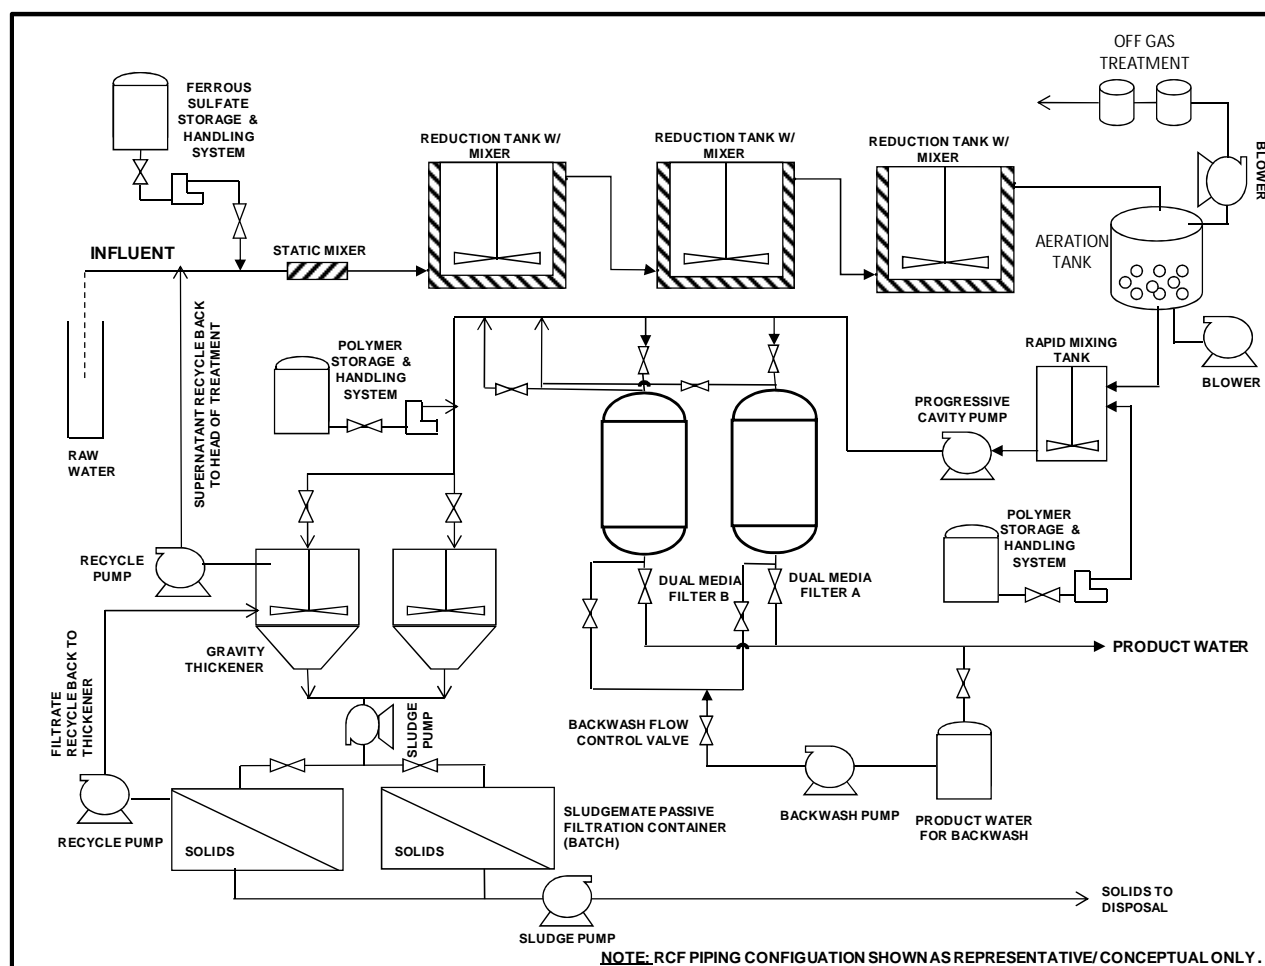 OFF GAS
TREATMENT
FERROUS
SULFATE
STORAGE &
HANDLING
SYSTEM
REDUCTION TANK W/
MIXER
REDUCTION TANK W/
MIXER
REDUCTION TANK W/
MIXER
BLOWER
INFLUENT
STATIC MIXER
AERATION
TANK
SUPERNATANT RECYCLE BACK
TO HEAD OF TREATMENT
POLYMER
STORAGE &
HANDLING
SYSTEM
RAPID MIXING
TANK
BLOWER
PROGRESSIVE
CAVITY PUMP
RAW
WATER
POLYMER
STORAGE &
HANDLING
SYSTEM
RECYCLE
PUMP
DUAL MEDIA
FILTER B
DUAL MEDIA
FILTER A
GRAVITY
THICKENER
PRODUCT WATER
FILTRATE
RECYCLE BACK TO
THICKENER
SLUDGE
PUMP
BACKWASH FLOW
CONTROL VALVE
SLUDGEMATE PASSIVE
FILTRATION CONTAINER
(BATCH)
BACKWASH PUMP
PRODUCT WATER
FOR BACKWASH
RECYCLE PUMP
SOLIDS
SOLIDS
SOLIDS TO
DISPOSAL
SLUDGE PUMP
NOTE: RCF PIPING CONFIGUATION SHOWN AS REPRESENTATIVE/ CONCEPTUAL ONLY .